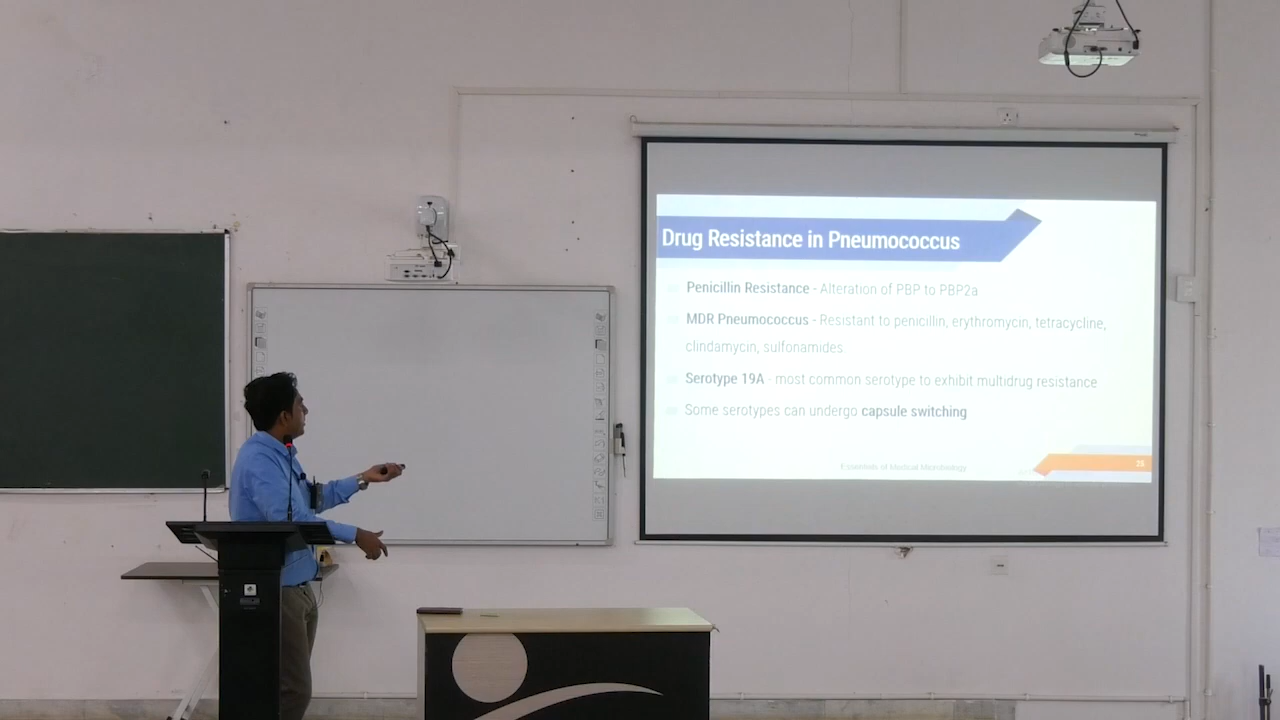 Drug Resistance in Pneumococcus
Penicillin Resistance - Alteration of PBP to PBP2a
MDR Pneumococcus - Resistant to penicillin, erythromycin, tetracycline,
clindamycin, sulfonamides
Serotype 19A - most common serotype to exhibit multidrug resistance
Some serotypes can undergo capsule switching
Essentials of Medical Microbiology